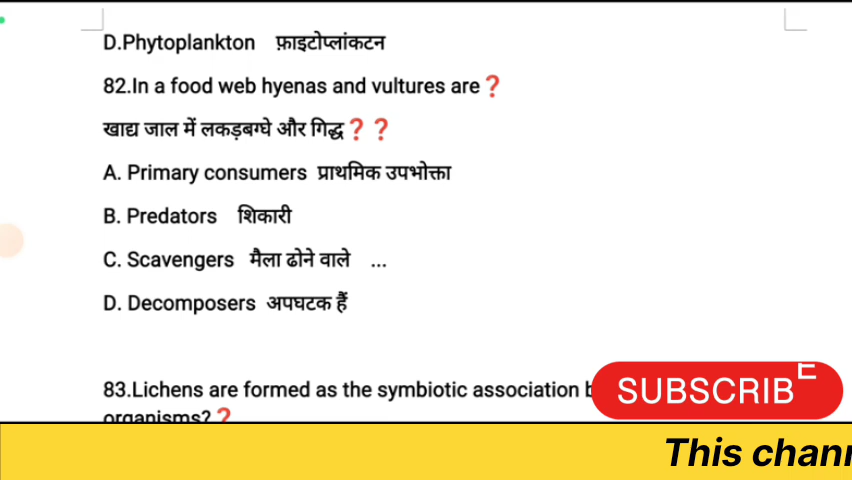 D.Phytoplankton फ़ाइटोप्लांकटन
82.In a food web hyenas and vultures are❓
खाद्य जाल में लकड़बग्घे और गिद्ध❓❓
A. Primary consumers प्राथमिक उपभोक्ता
B. Predators शिकारी
C. Scavengers मैला ढोने वाले ...
D. Decomposers अपघटक हैं
83.Lichens are formed as the symbiotic association
organisms?❓
SUBSCRIBE
This chann